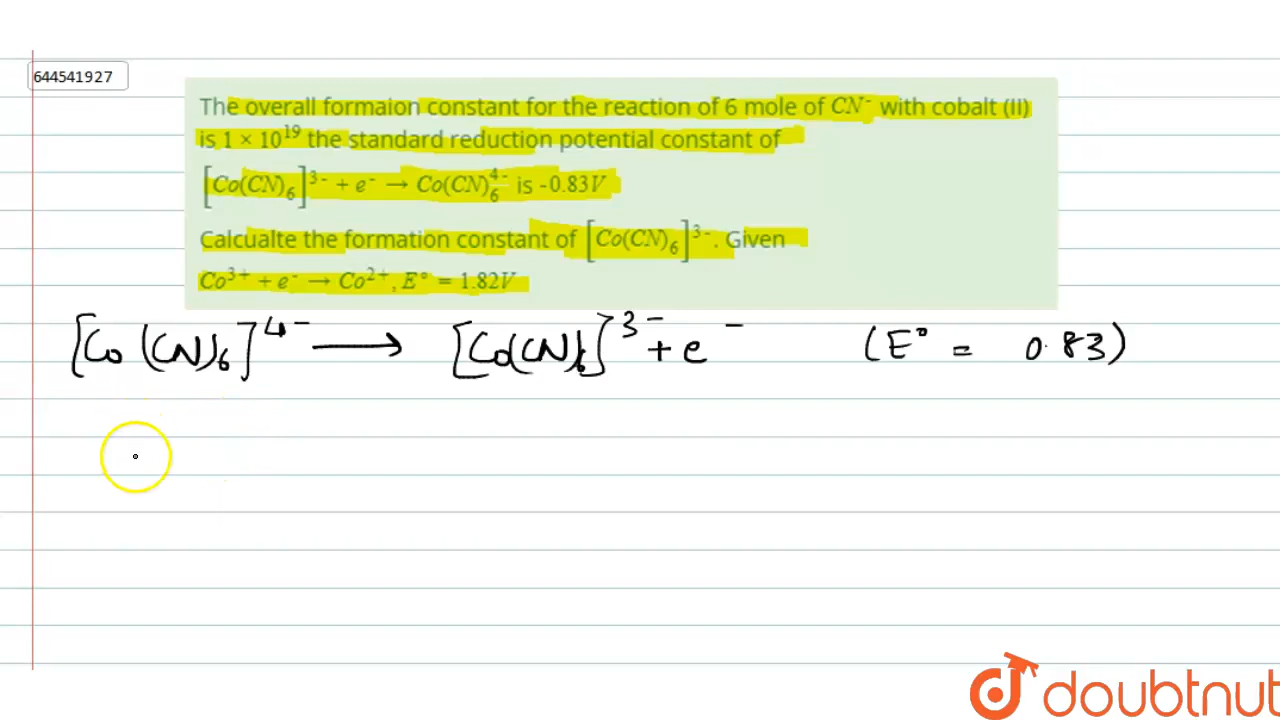 644541927
The overall formaion constant for the reaction of 6 mole of CN⁻ with cobalt (II)
is 1 × 10¹⁹ the standard reduction potential constant of
[Co(CN)₆]³⁻ + e⁻ → Co(CN)₆⁴⁻ is -0.83V
Calcualte the formation constant of [Co(CN)₆]³⁻. Given
Co³⁺ + e⁻ → Co²⁺, E° = 1.82V
[Co(CN)₆]⁴⁻ ⟶ [Co(CN)₆]³⁻ + e⁻ (E° = 0.83)
doubtnut